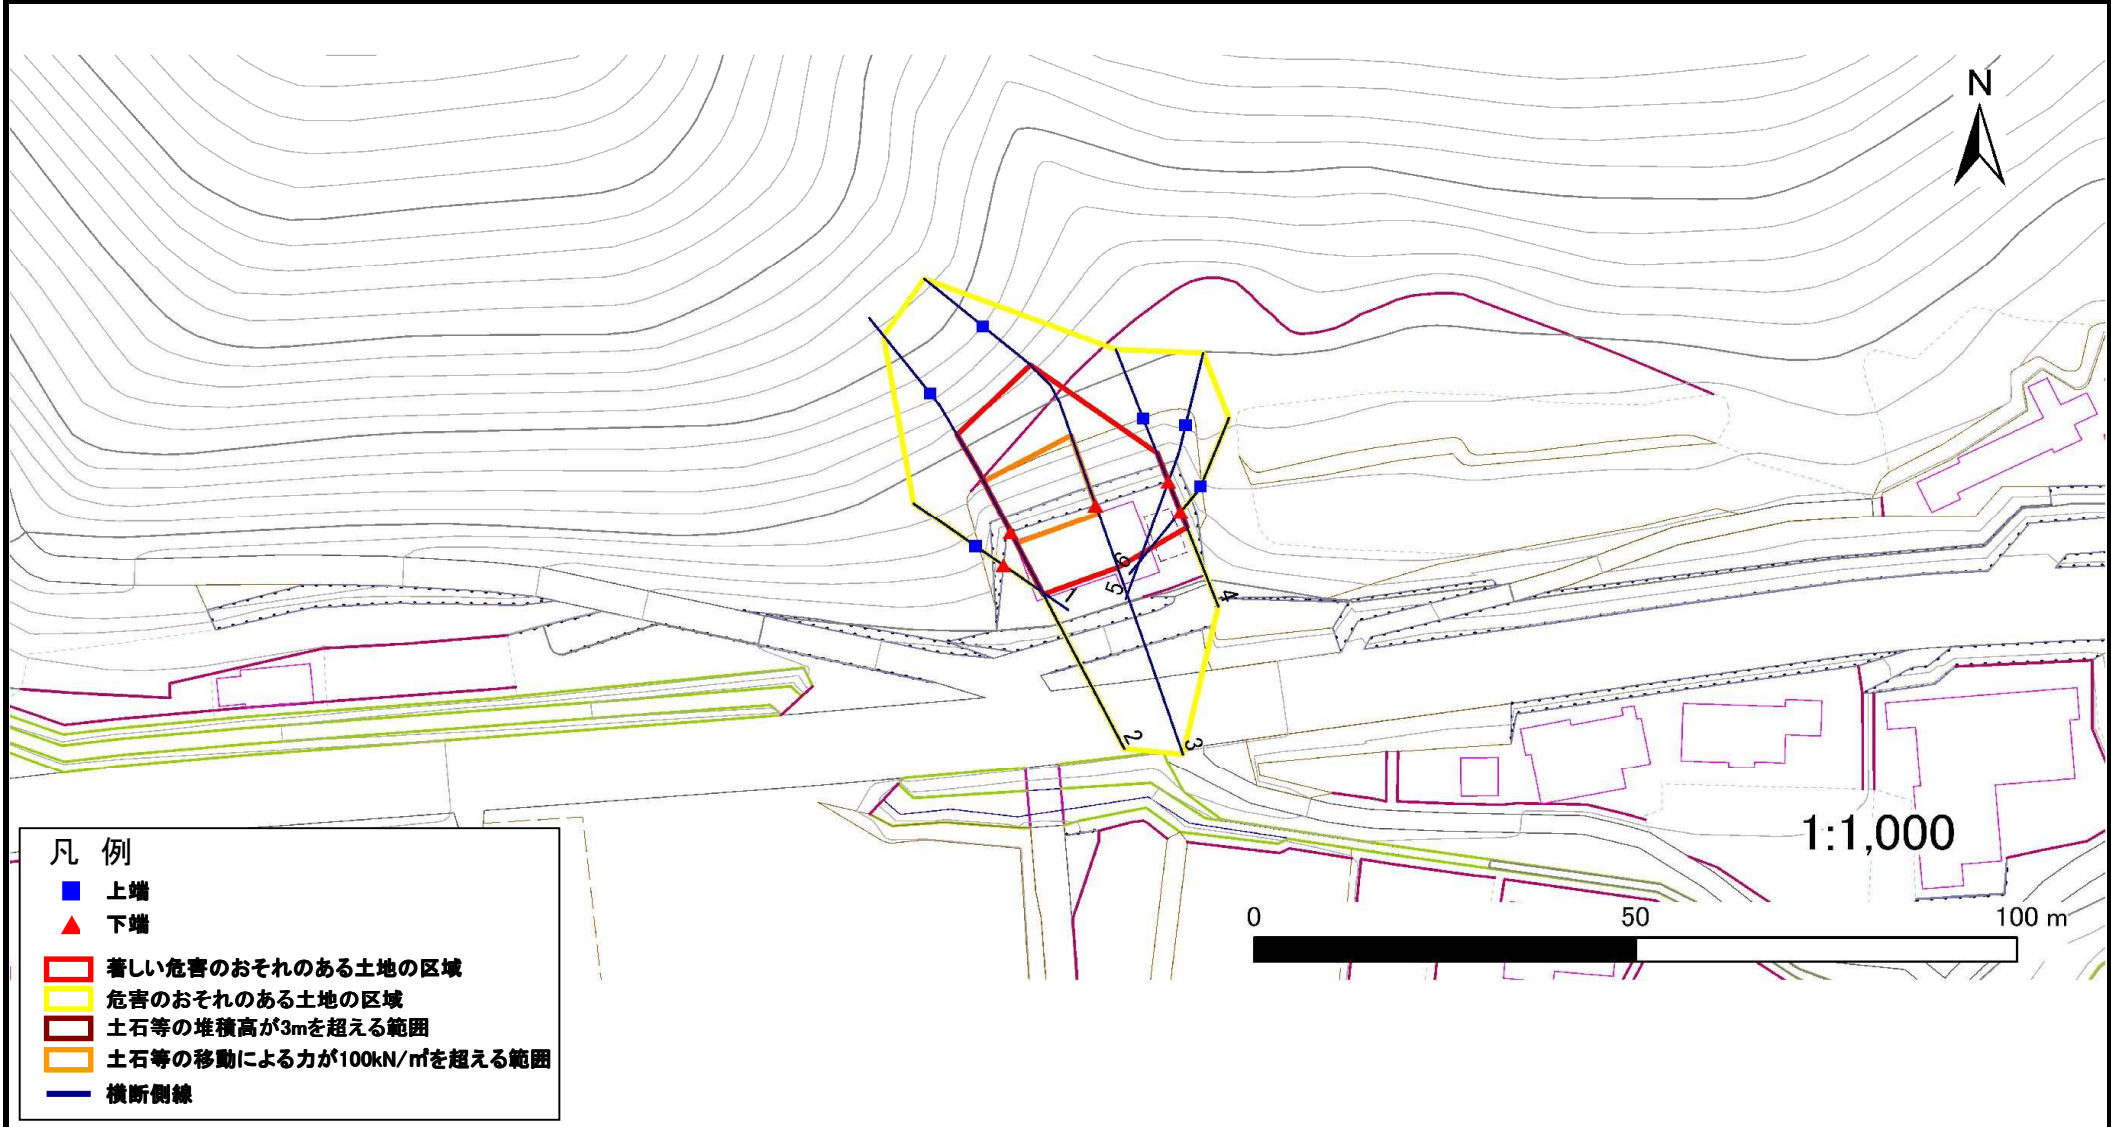 N
1
2
3
4
5
6
1:1,000
0 50 100 m
凡 例
上端
下端
著しい危害のおそれのある土地の区域
危害のおそれのある土地の区域
土石等の堆積高が3mを超える範囲
土石等の移動による力が100kN/㎡を超える範囲
横断側線